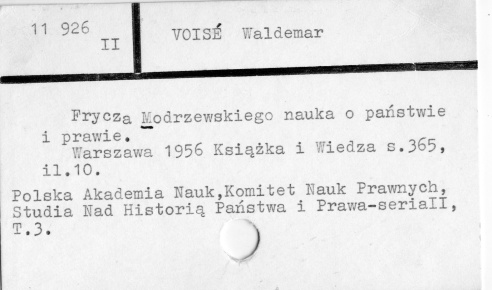 11 926
II
VOISÉ Waldemar
Frycza Modrzewskiego nauka o państwie
i prawie.
Warszawa 1956 Książka i Wiedza s.365,
il.10.
Polska Akademia Nauk,Komitet Nauk Prawnych,
Studia Nad Historią Państwa i Prawa-seriaII,
T.3.